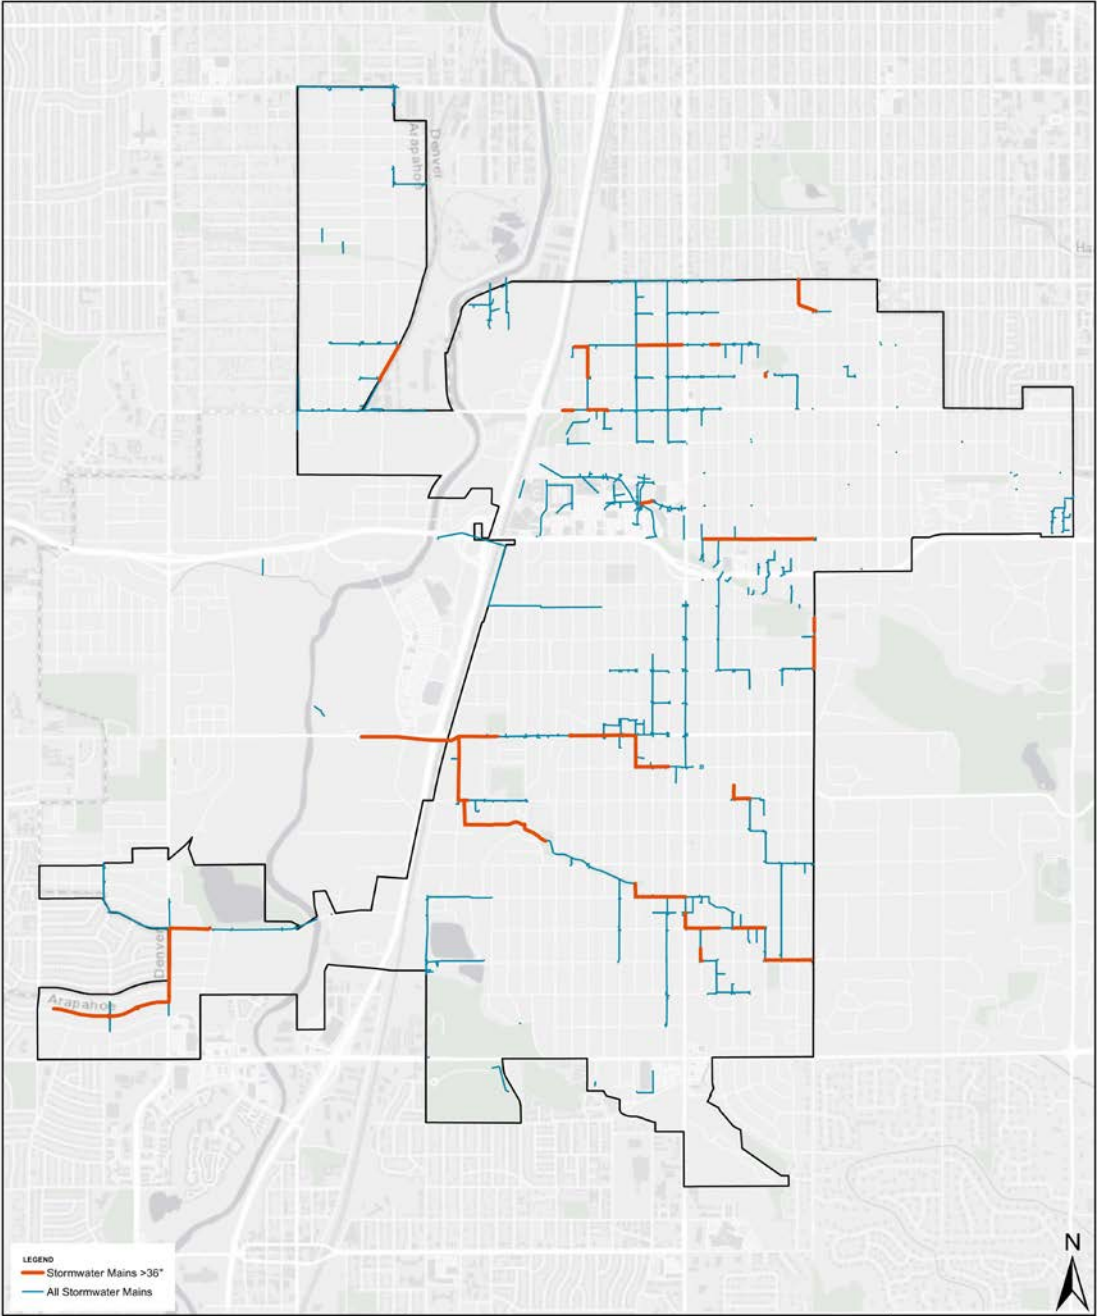 Denver
Arapahoe
Ha
Denver
Arapahoe
LEGEND
Stormwater Mains >36"
All Stormwater Mains
N